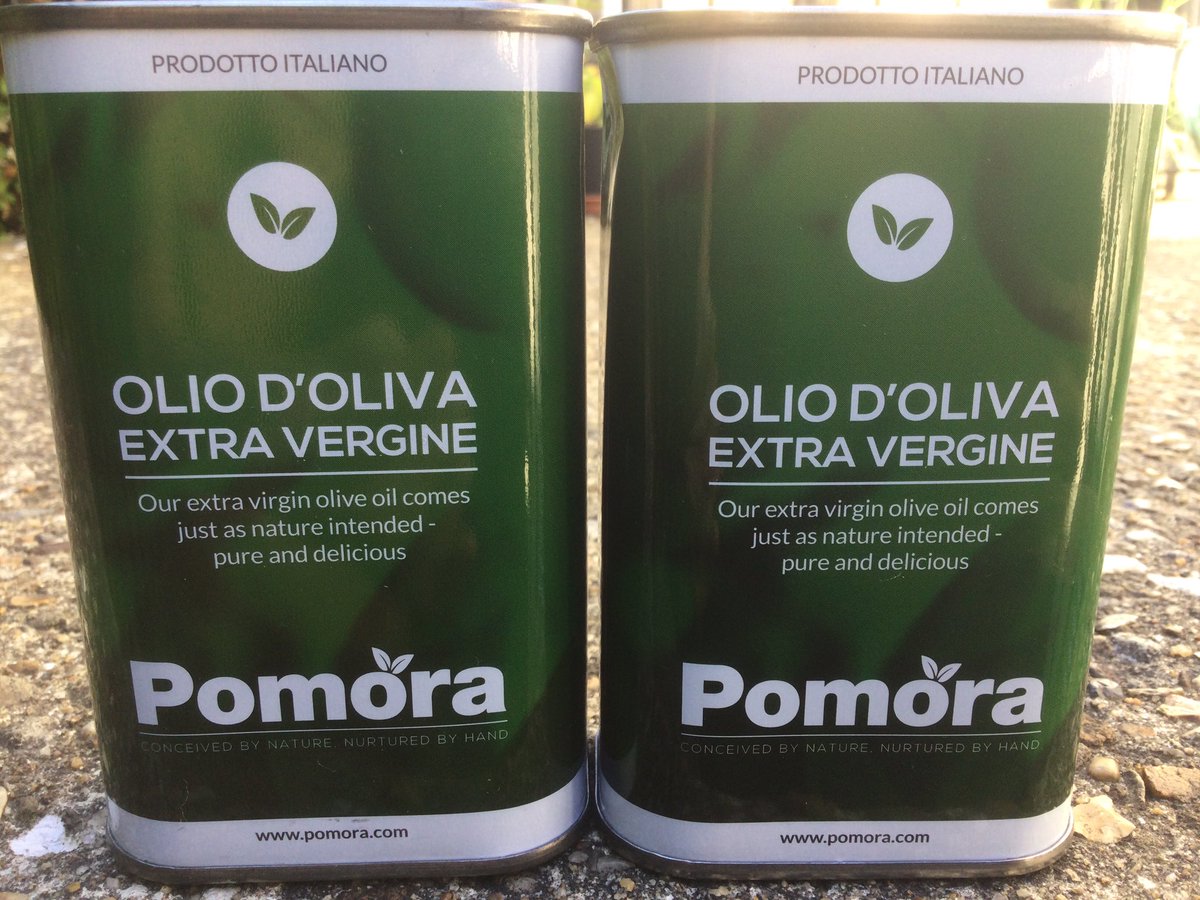 PRODOTTO ITALIANO
OLIO D'OLIVA
EXTRA VERGINE
Our extra virgin olive oil comes
just as nature intended -
pure and delicious
Pomora
CONCEIVED BY NATURE. NURTURED BY HAND
www.pomora.com
PRODOTTO ITALIANO
OLIO D'OLIVA
EXTRA VERGINE
Our extra virgin olive oil comes
just as nature intended -
pure and delicious
Pomora
CONCEIVED BY NATURE. NURTURED BY HAND
www.pomora.com